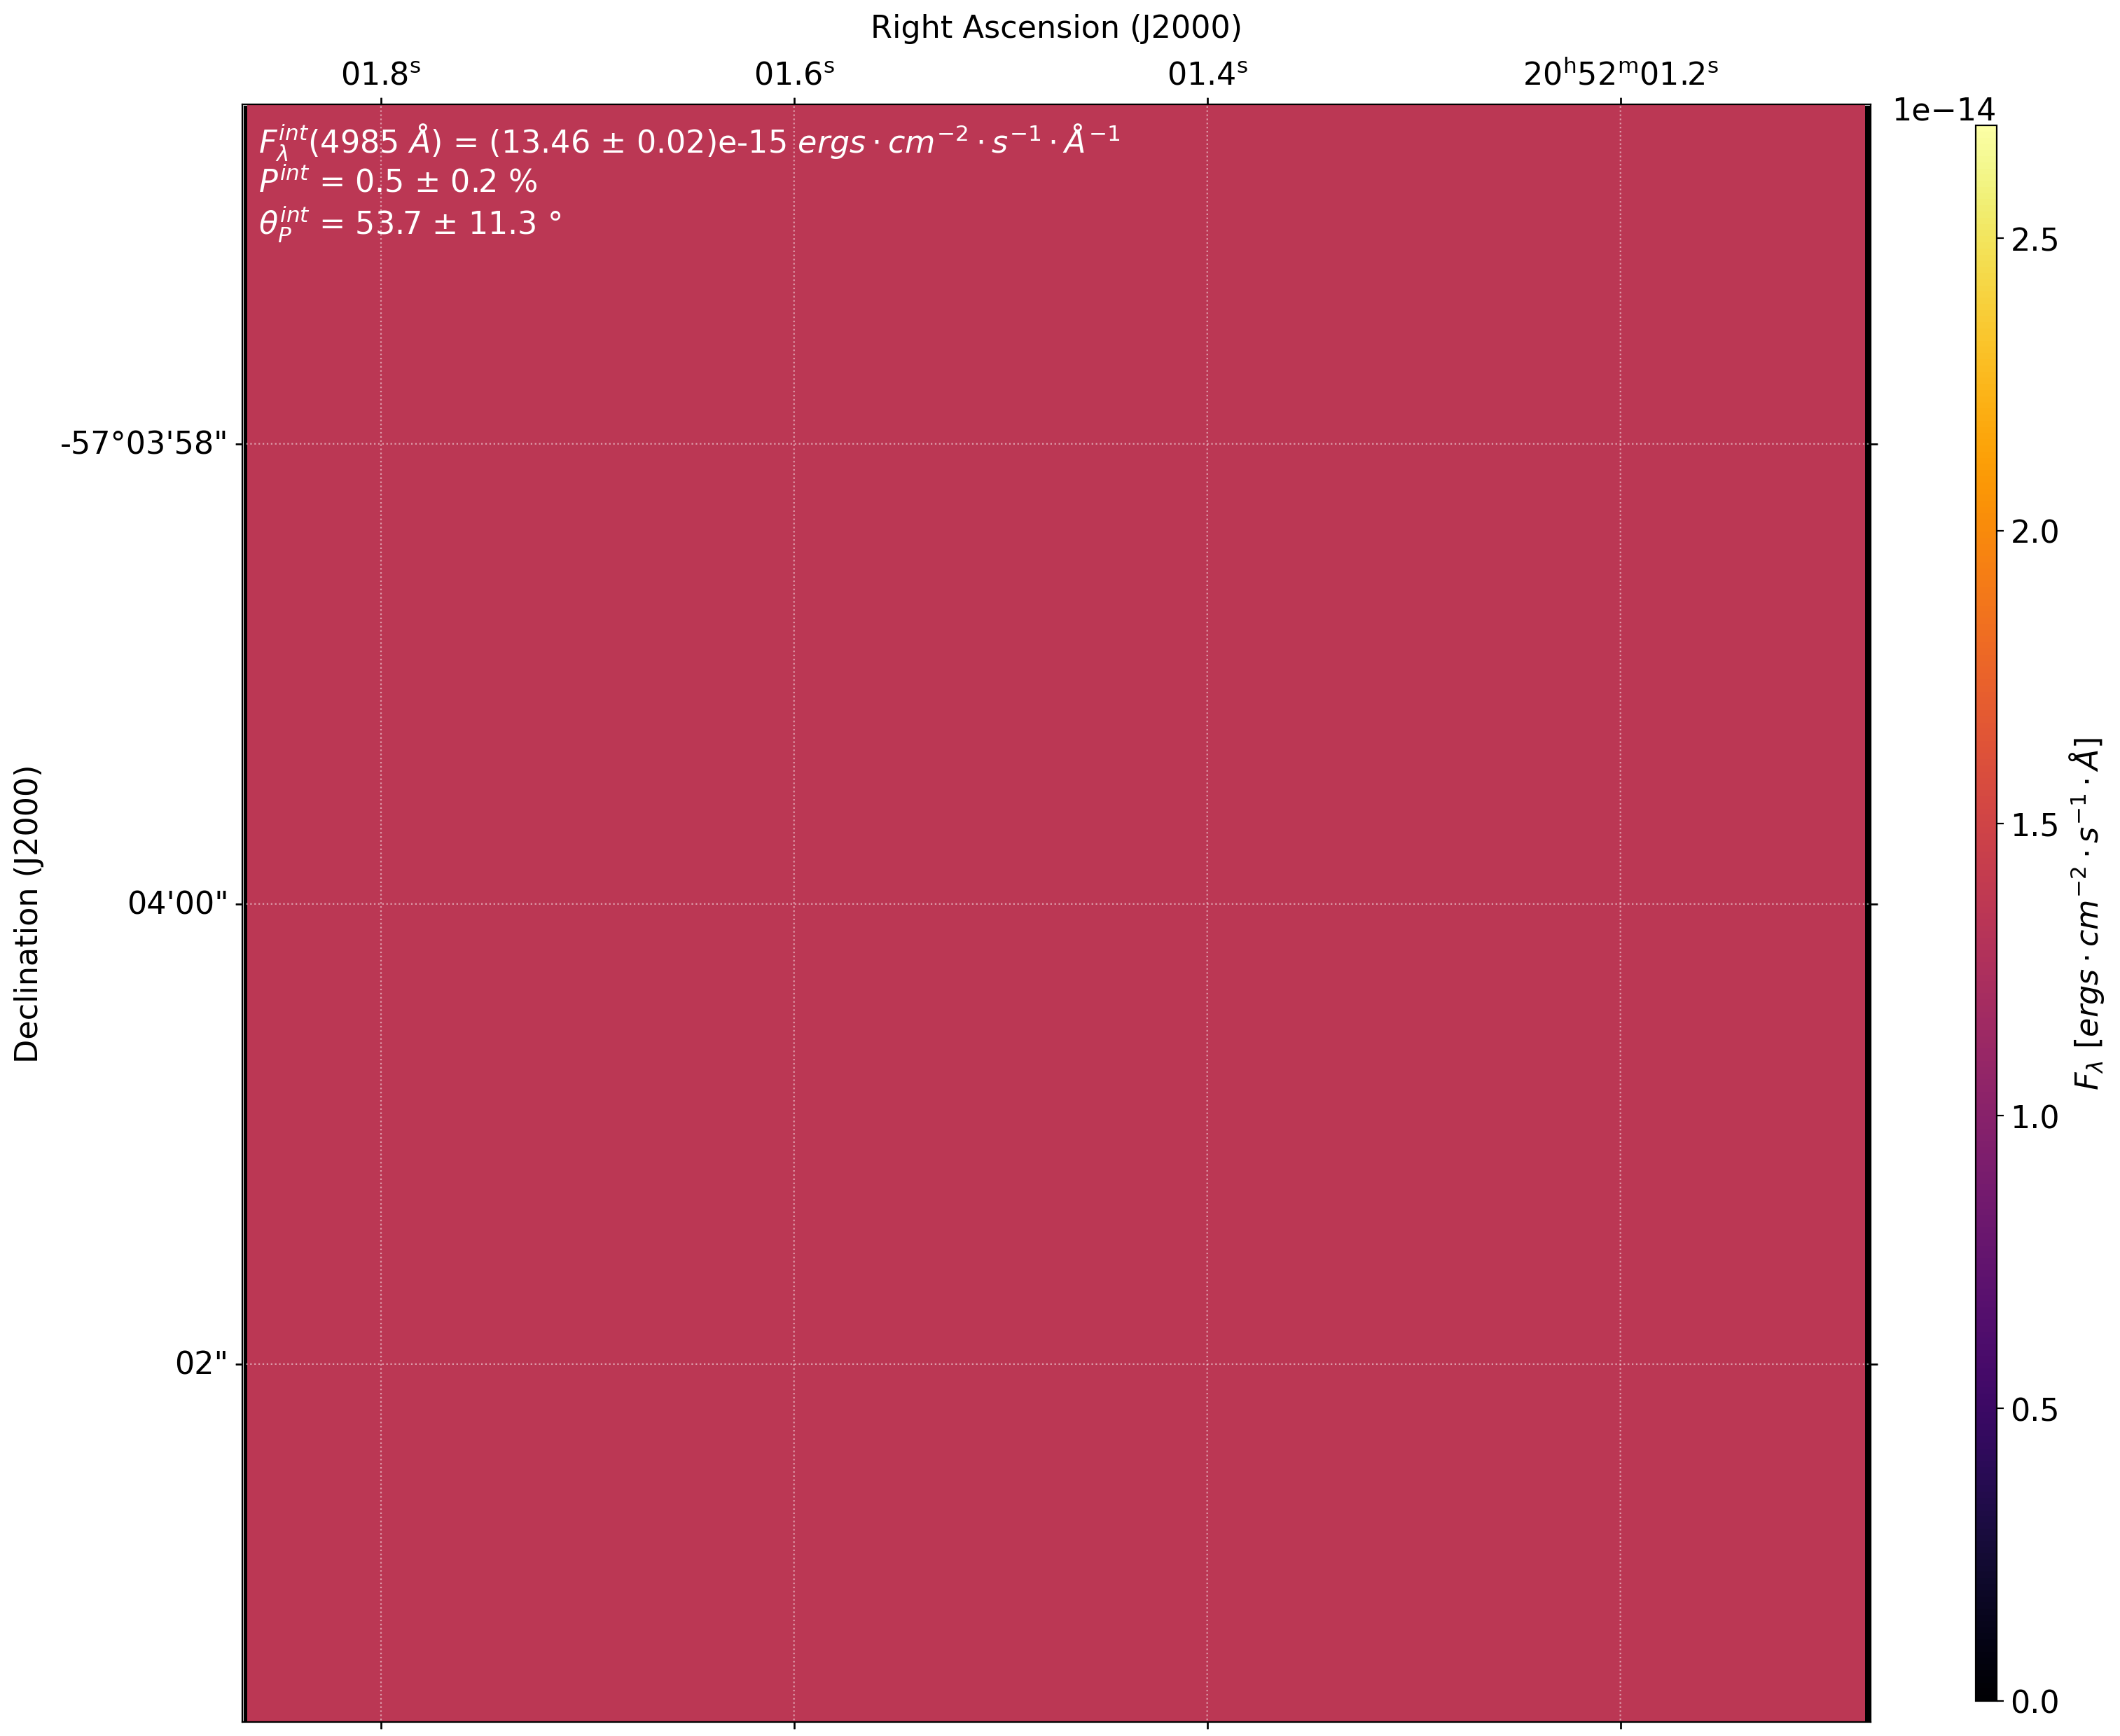 Right Ascension (J2000)
01.8ˢ 01.6ˢ 01.4ˢ 20ʰ52ᵐ01.2ˢ
1e−14
F_λ^int(4985 Å) = (13.46 ± 0.02)e-15 ergs · cm⁻² · s⁻¹ · Å⁻¹
P^int = 0.5 ± 0.2 %
θ_P^int = 53.7 ± 11.3 °
-57°03'58"
04'00"
02"
Declination (J2000)
2.5
2.0
1.5
1.0
0.5
0.0
F_λ [ergs · cm⁻² · s⁻¹ · Å]